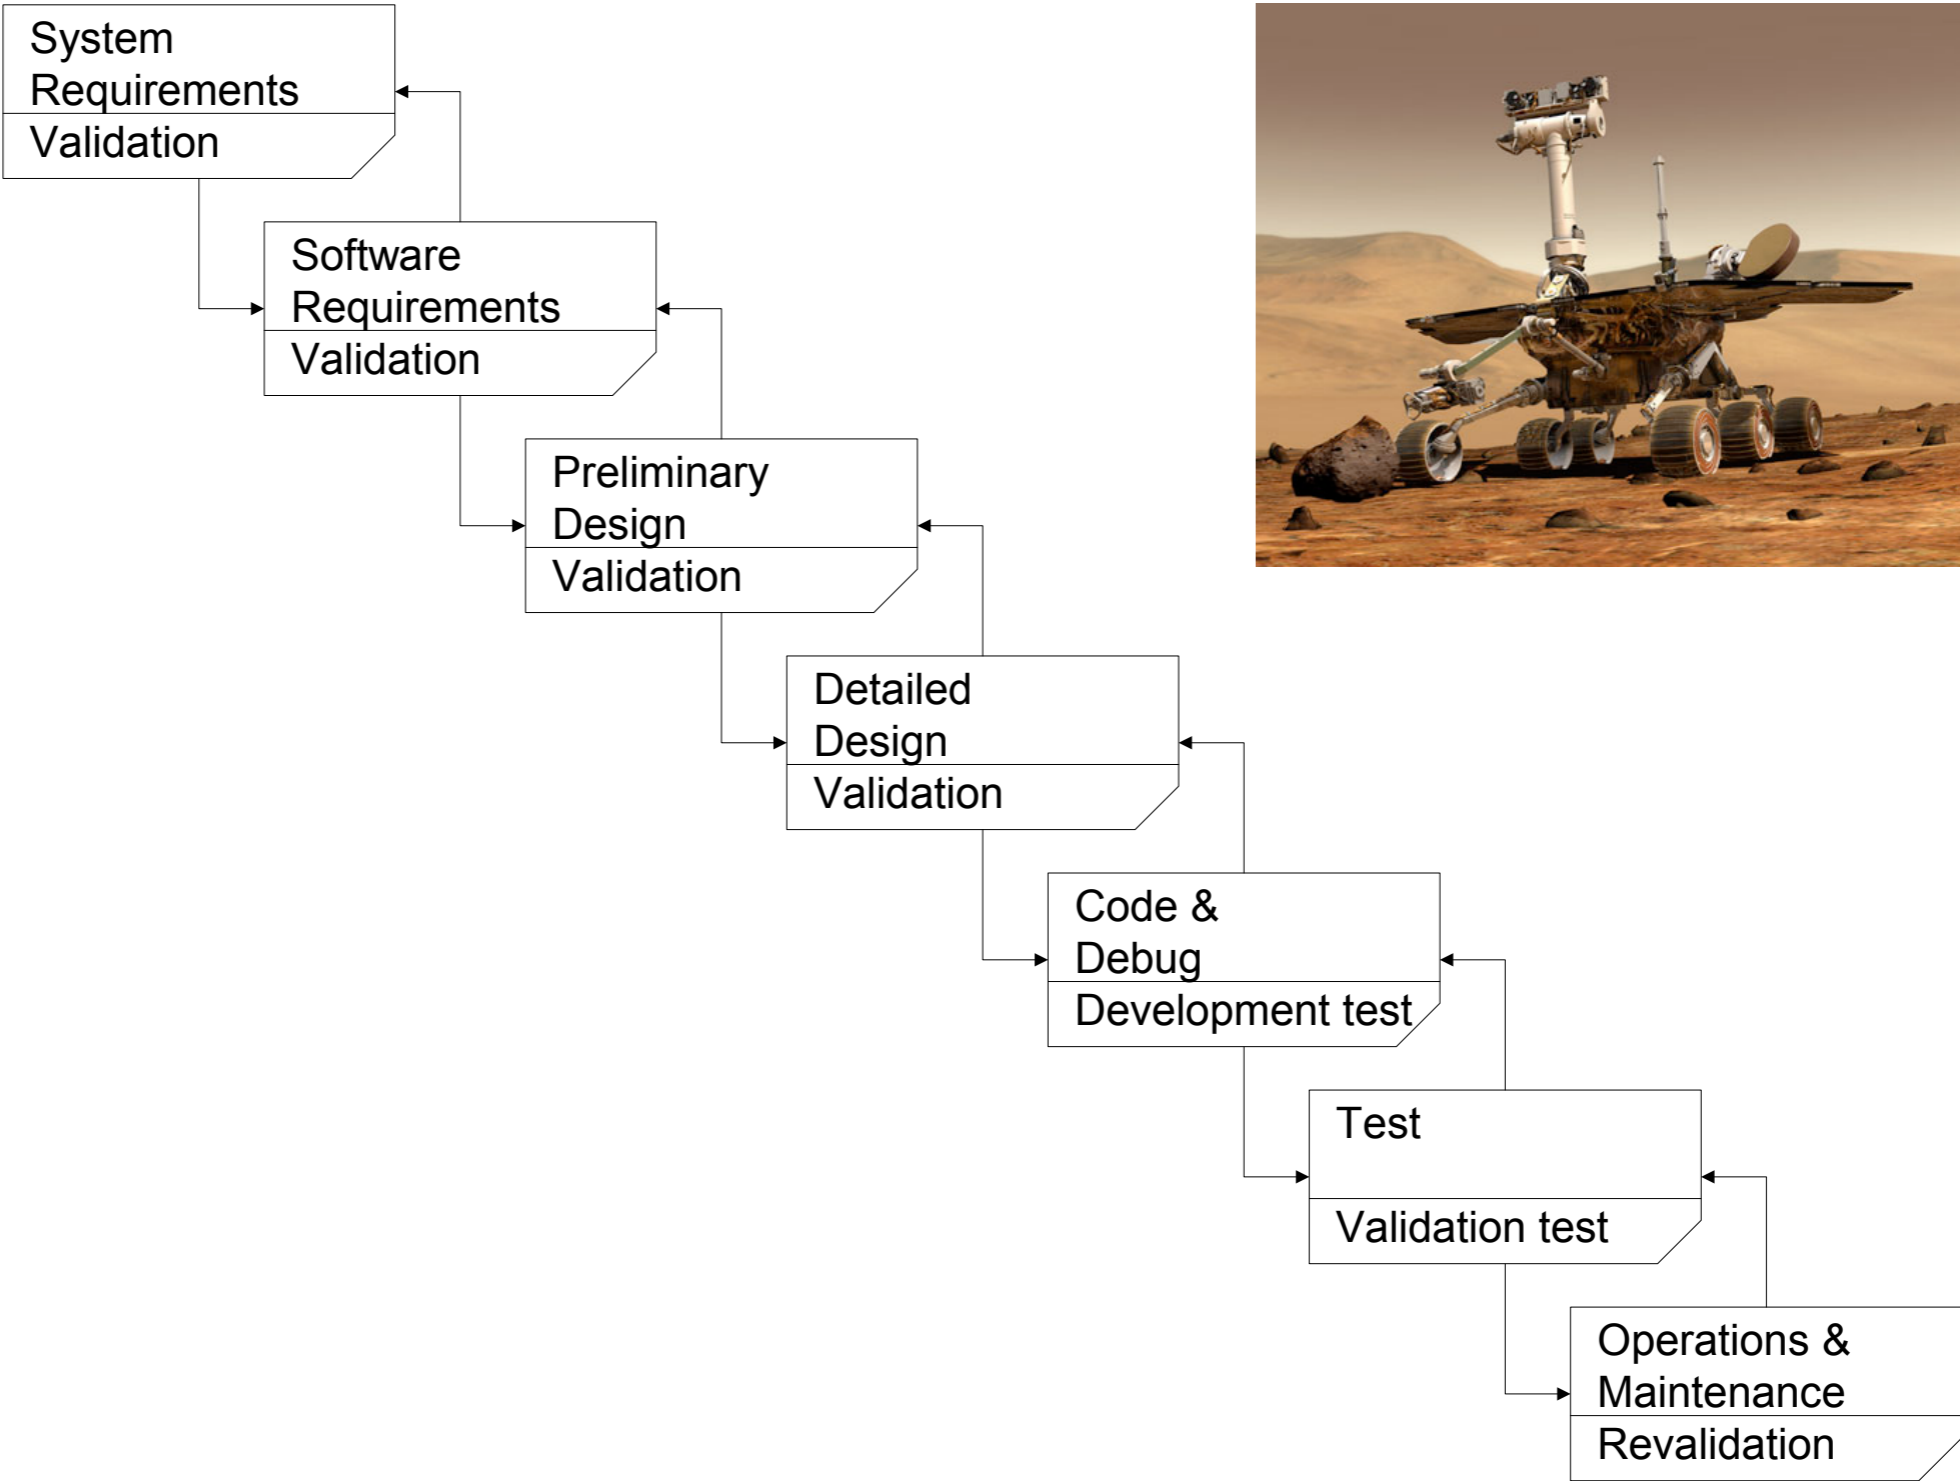 System
Requirements
Validation
Software
Requirements
Validation
Preliminary
Design
Validation
Detailed
Design
Validation
Code &
Debug
Development test
Test
Validation test
Operations &
Maintenance
Revalidation